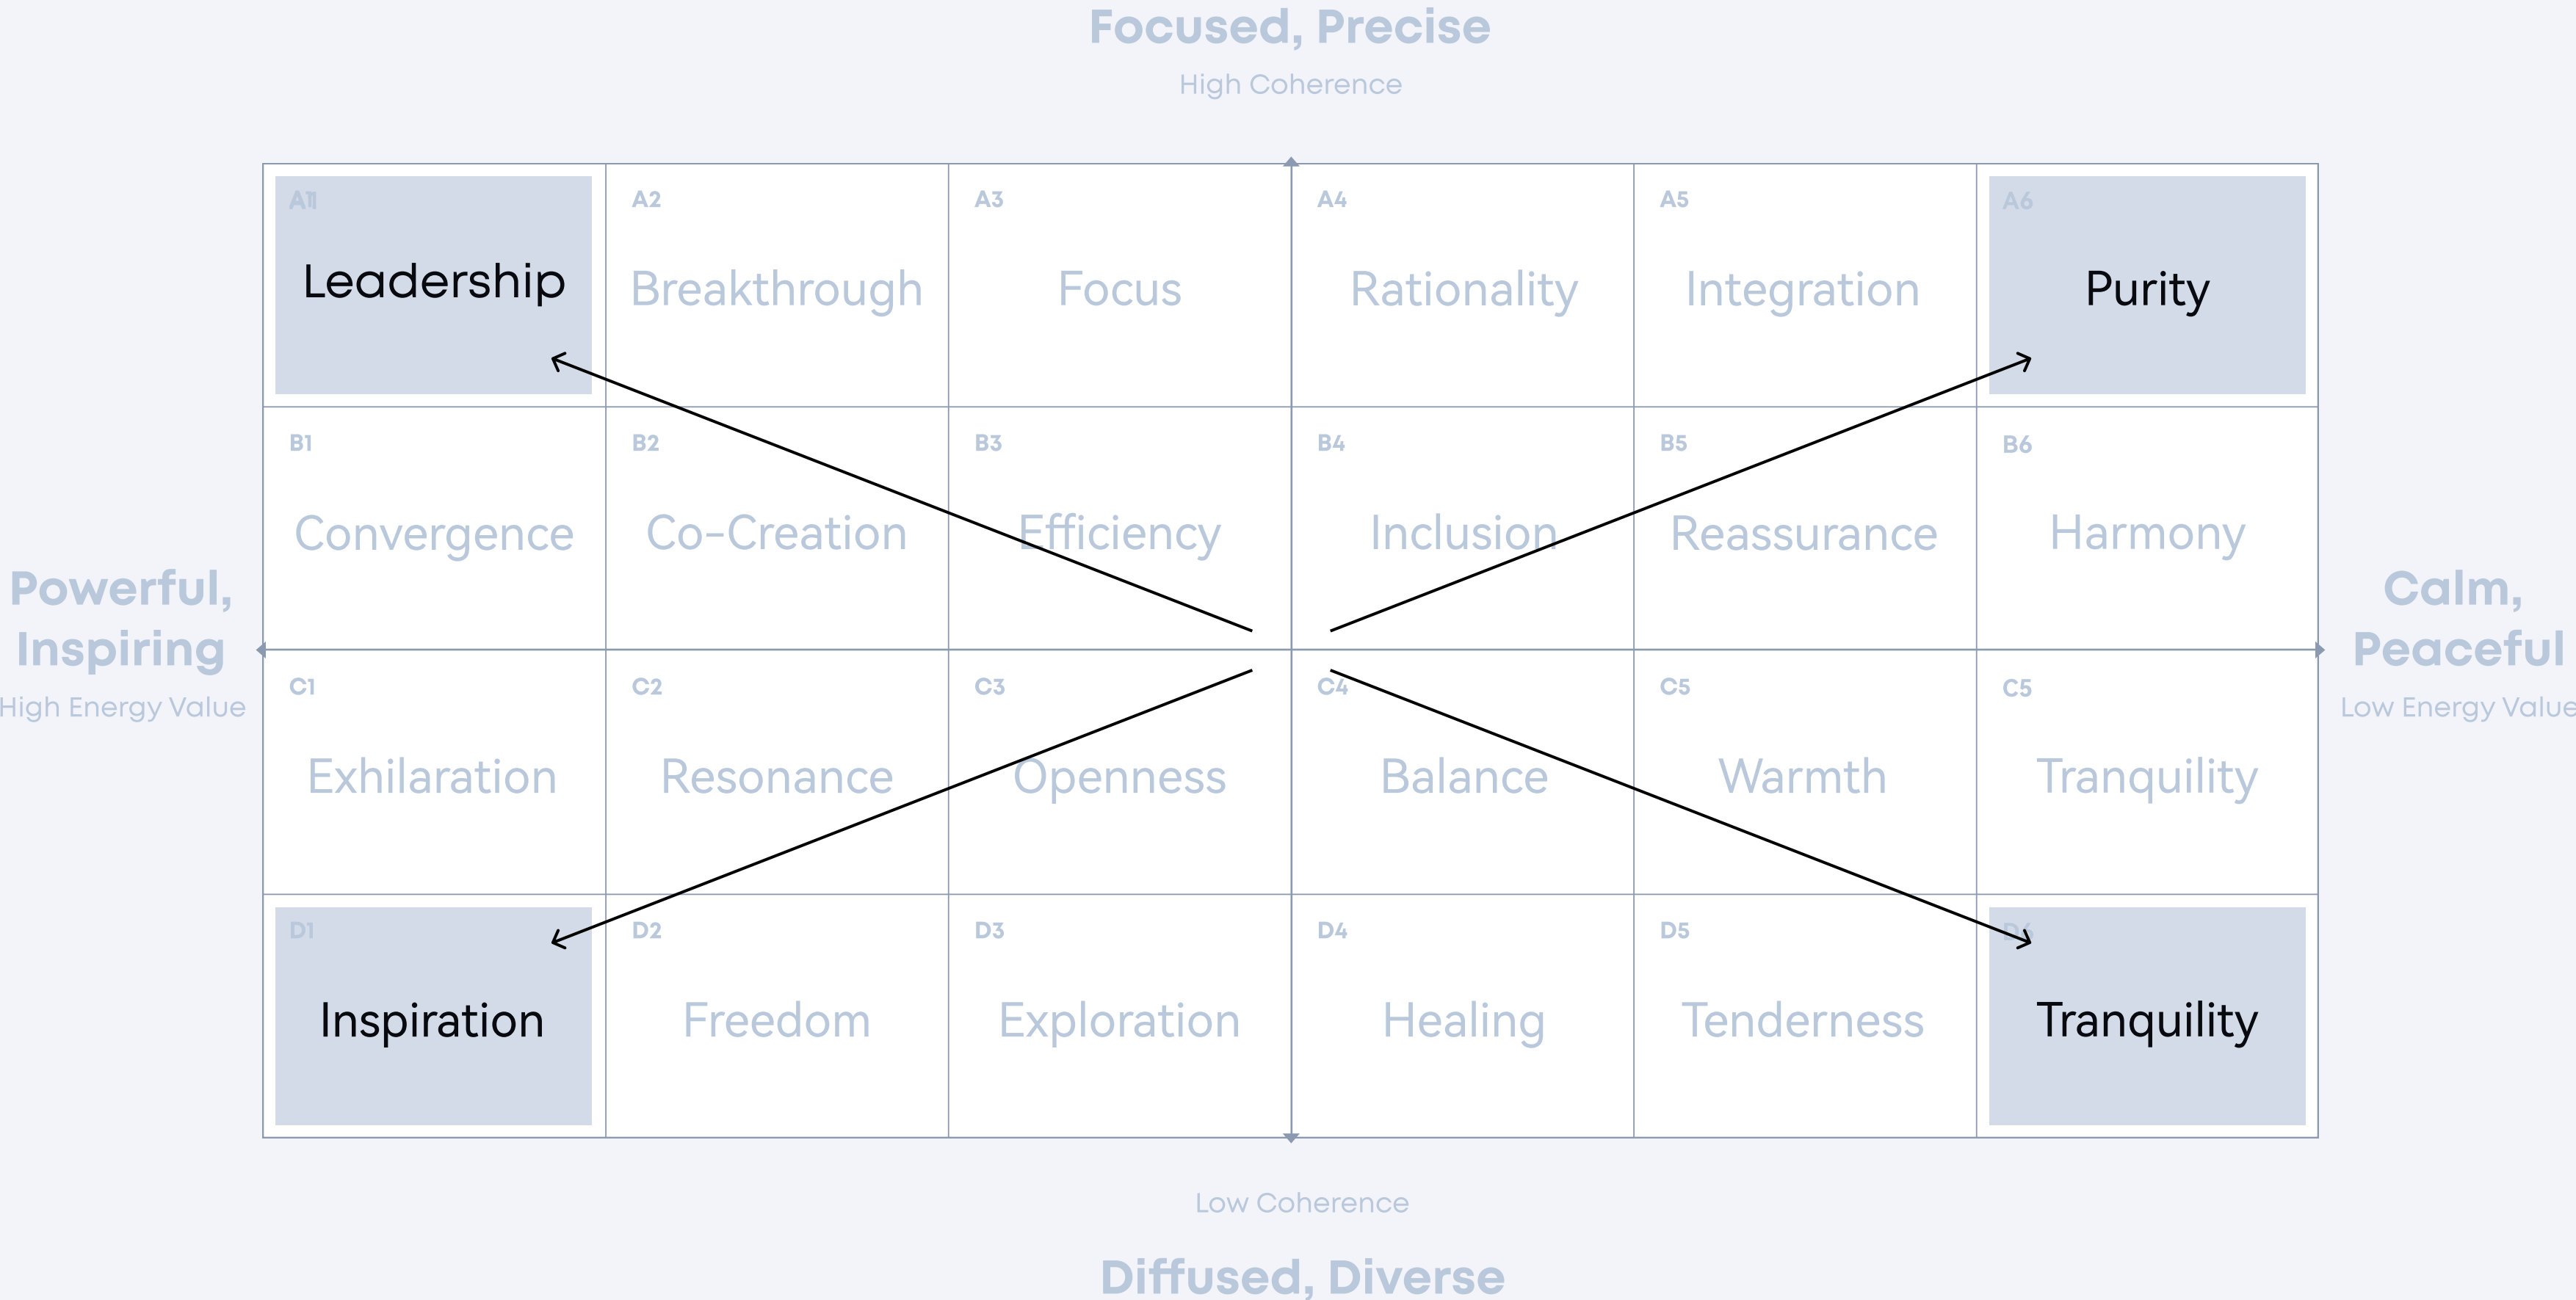 Focused, Precise
High Coherence
A1
A2
A3
A4
A5
A6
Leadership
Breakthrough
Focus
Rationality
Integration
Purity
B1
B2
B3
B4
B5
B6
Convergence
Co-Creation
Efficiency
Inclusion
Reassurance
Harmony
Powerful,
Inspiring
High Energy Value
Calm,
Peaceful
Low Energy Value
C1
C2
C3
C4
C5
C5
Exhilaration
Resonance
Openness
Balance
Warmth
Tranquility
D1
D2
D3
D4
D5
D6
Inspiration
Freedom
Exploration
Healing
Tenderness
Tranquility
Low Coherence
Diffused, Diverse